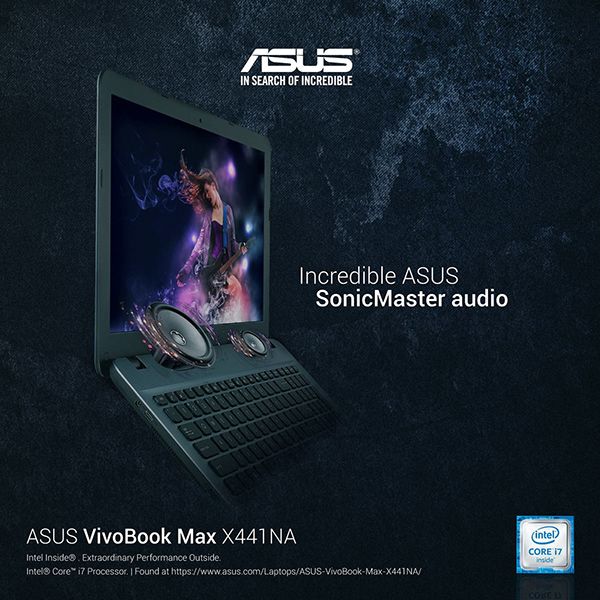 ASUS®
IN SEARCH OF INCREDIBLE
Incredible ASUS
SonicMaster audio
ASUS VivoBook Max X441NA
Intel Inside® . Extraordinary Performance Outside.
Intel® Core™ i7 Processor. | Found at https://www.asus.com/Laptops/ASUS-VivoBook-Max-X441NA/
intel
CORE i7
inside™